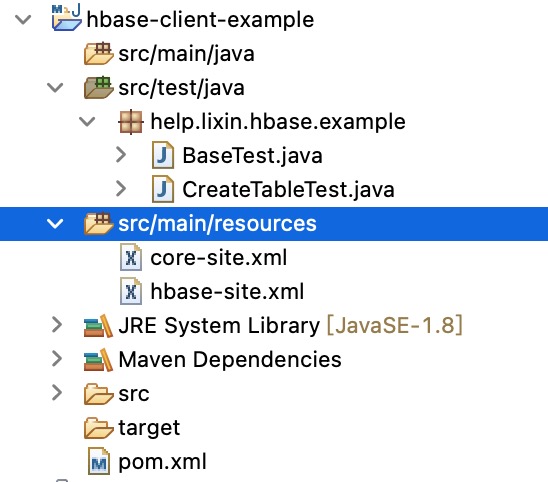 hbase-client-example
src/main/java
src/test/java
help.lixin.hbase.example
BaseTest.java
CreateTableTest.java
src/main/resources
core-site.xml
hbase-site.xml
JRE System Library [JavaSE-1.8]
Maven Dependencies
src
target
pom.xml